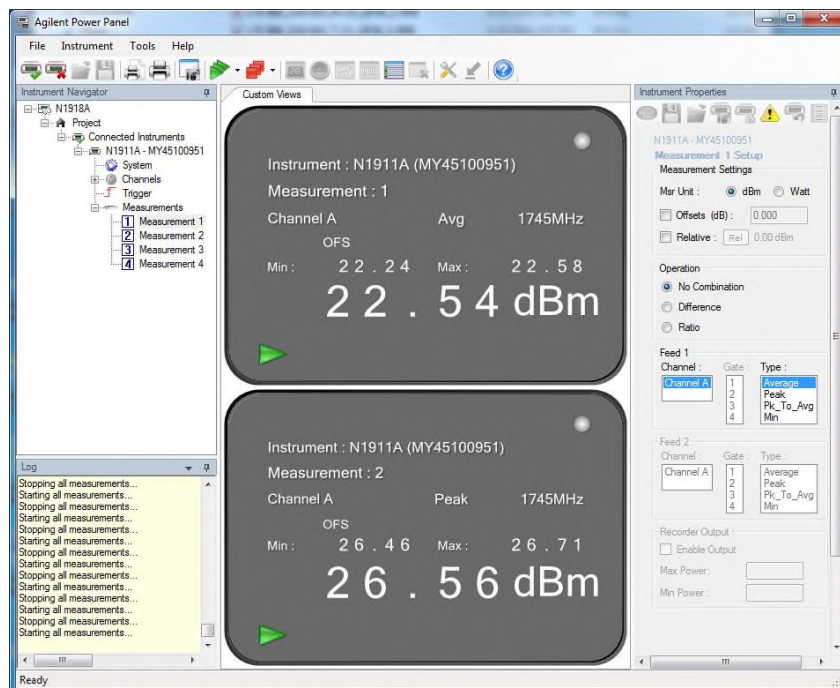 Agilent Power Panel
File Instrument Tools Help
Instrument Navigator
N1918A
Project
Connected Instruments
N1911A - MY45100951
System
Channels
Trigger
Measurements
1 Measurement 1
2 Measurement 2
3 Measurement 3
4 Measurement 4
Log
Stopping all measurements...
Starting all measurements...
Stopping all measurements...
Starting all measurements...
Stopping all measurements...
Starting all measurements...
Stopping all measurements...
Starting all measurements...
Stopping all measurements...
Starting all measurements...
Stopping all measurements...
Starting all measurements...
Stopping all measurements...
Starting all measurements...
Custom Views
Instrument : N1911A (MY45100951)
Measurement : 1
Channel A Avg 1745MHz
OFS
Min : 22.24 Max : 22.58
22.54 dBm
Instrument : N1911A (MY45100951)
Measurement : 2
Channel A Peak 1745MHz
OFS
Min : 26.46 Max : 26.71
26.56 dBm
Instrument Properties
N1911A - MY45100951
Measurement 1 Setup
Measurement Settings
Msr Unit : dBm Watt
Offsets (dB) : 0.000
Relative : Rel 0.00 dBm
Operation
No Combination
Difference
Ratio
Feed 1
Channel : Gate : Type :
Channel A 1 Average
2 Peak
3 Pk_To_Avg
4 Min
Feed 2
Channel : Gate : Type :
Channel A 1 Average
2 Peak
3 Pk_To_Avg
4 Min
Recorder Output
Enable Output
Max Power:
Min Power :
Ready